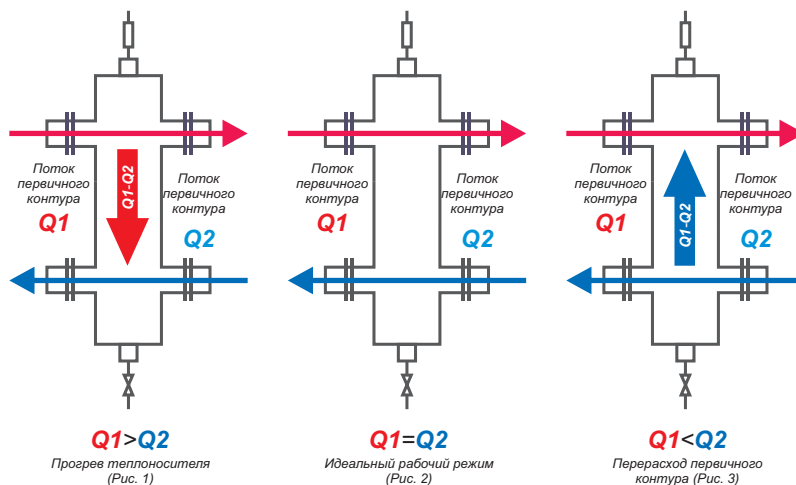 Поток
первичного
контура
Q1
Q1-Q2
Поток
первичного
контура
Q2
Q1>Q2
Прогрев теплоносителя
(Рис. 1)
Поток
первичного
контура
Q1
Поток
первичного
контура
Q2
Q1=Q2
Идеальный рабочий режим
(Рис. 2)
Поток
первичного
контура
Q1
Q1-Q2
Поток
первичного
контура
Q2
Q1<Q2
Перерасход первичного
контура (Рис. 3)